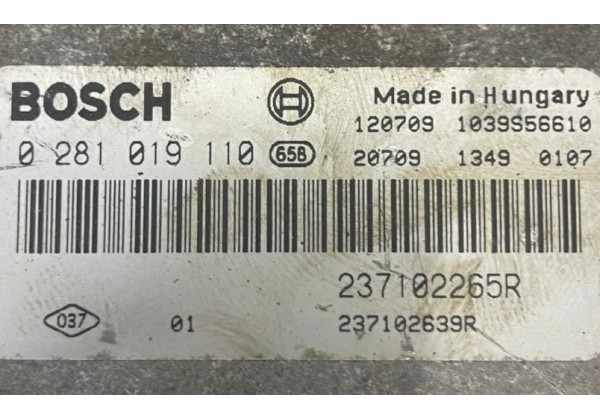 BOSCH
Made in Hungary
120709 1039S56610
0 281 019 110 658
20709 1349 0107
237102265R
037 01 237102639R